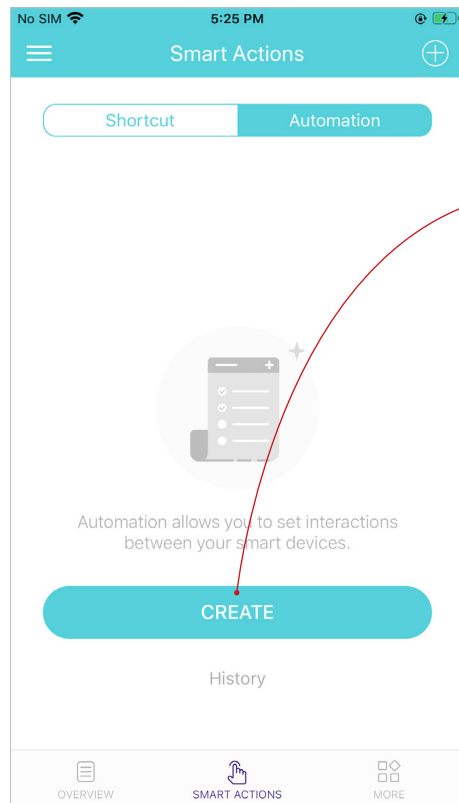 No SIM 5:25 PM
Smart Actions
Shortcut Automation
Automation allows you to set interactions
between your smart devices.
CREATE
History
OVERVIEW SMART ACTIONS MORE